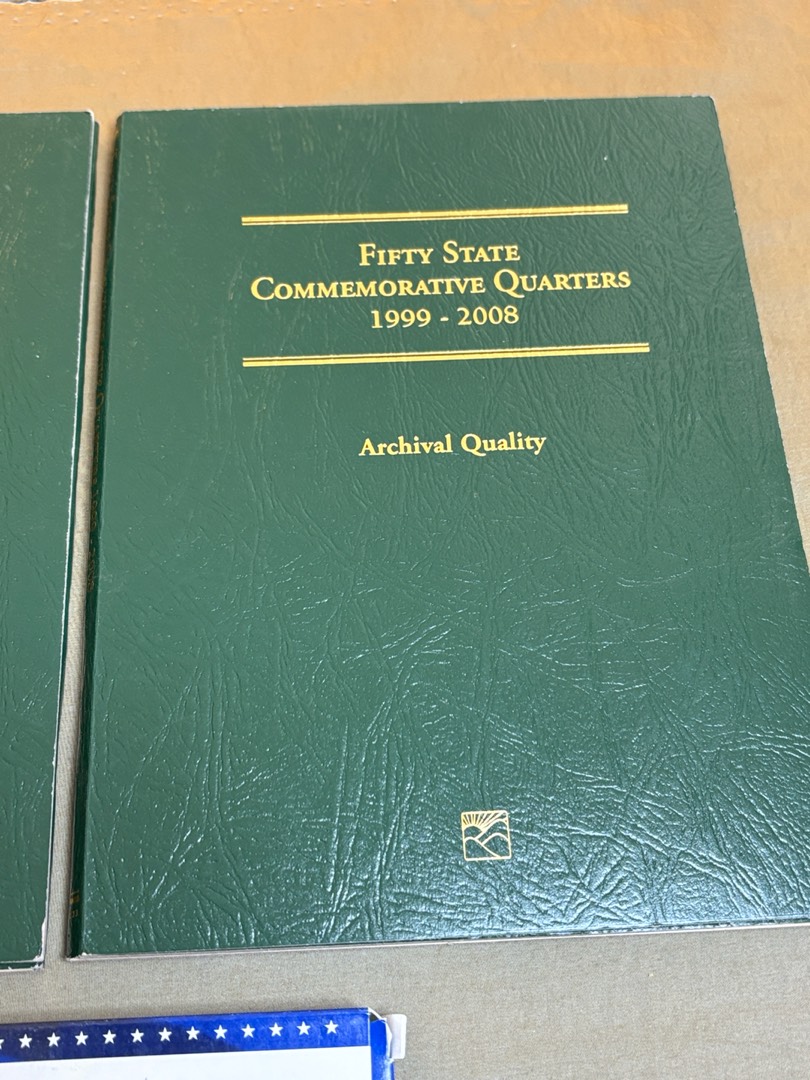 Fifty State
Commemorative Quarters
1999 - 2008
Archival Quality